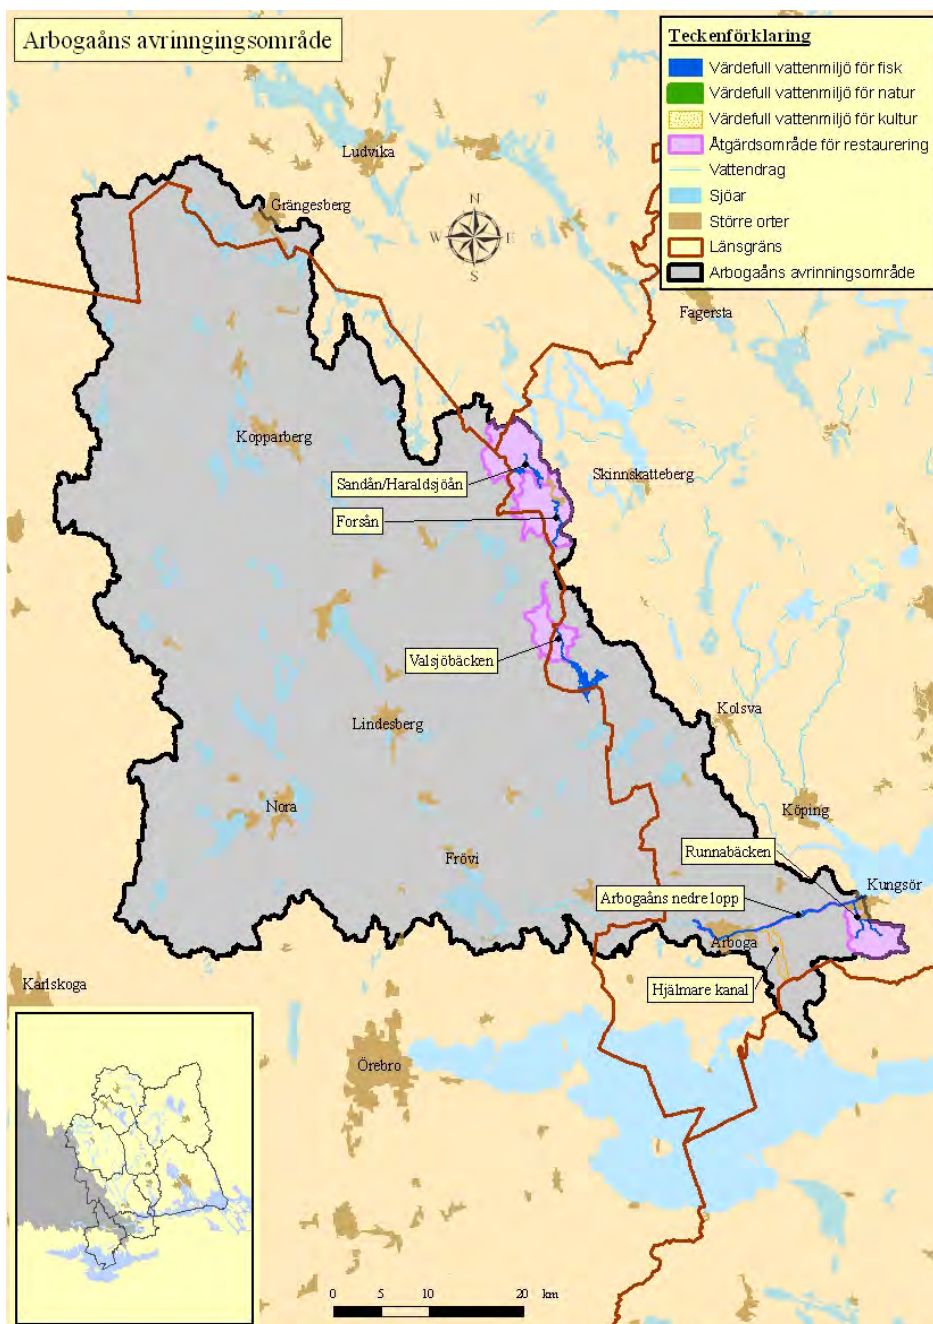 Arbogaåns avrinngingsområde
Teckenförklaring
Värdefull vattenmiljö för fisk
Värdefull vattenmiljö för natur
Värdefull vattenmiljö för kultur
Åtgärdsområde för restaurering
Vattendrag
Sjöar
Större orter
Länsgräns
Arbogaåns avrinningsområde
Ludvika
Grängesberg
N
W E
S
Fagersta
Kopparberg
Skinnskatteberg
Sandån/Haraldsjöån
Forsån
Valsjöbäcken
Kolsva
Lindesberg
Nora
Köping
Frövi
Runnabäcken
Kungsör
Arbogaåns nedre lopp
Arboga
Karlskoga
Hjälmare kanal
Örebro
0 5 10 20 km